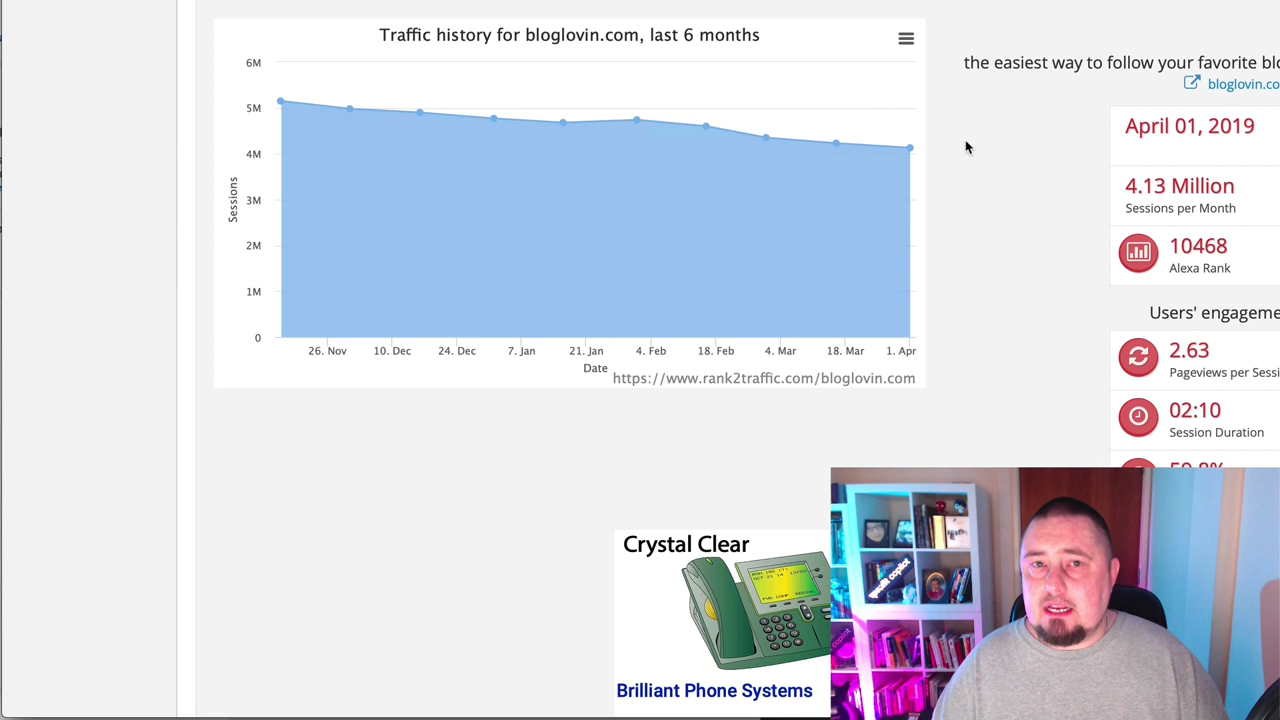 Traffic history for bloglovin.com, last 6 months
6M
5M
4M
3M
2M
1M
0
Sessions
26. Nov
10. Dec
24. Dec
7. Jan
21. Jan
4. Feb
18. Feb
4. Mar
18. Mar
1. Apr
Date
https://www.rank2traffic.com/bloglovin.com
the easiest way to follow your favorite blo
bloglovin.co
April 01, 2019
4.13 Million
Sessions per Month
10468
Alexa Rank
Users' engageme
2.63
Pageviews per Sessi
02:10
Session Duration
59.8%
Crystal Clear
Brilliant Phone Systems